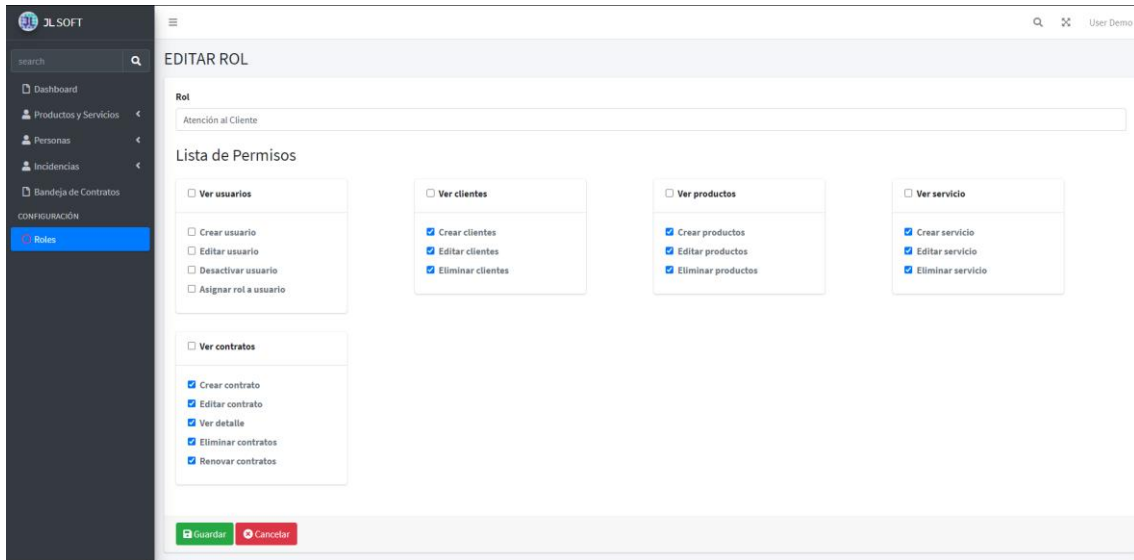 JL SOFT
User Demo
search
Dashboard
Productos y Servicios
Personas
Incidencias
Bandeja de Contratos
CONFIGURACIÓN
Roles
EDITAR ROL
Rol
Atención al Cliente
Lista de Permisos
Ver usuarios
Crear usuario
Editar usuario
Desactivar usuario
Asignar rol a usuario
Ver clientes
Crear clientes
Editar clientes
Eliminar clientes
Ver productos
Crear productos
Editar productos
Eliminar productos
Ver servicio
Crear servicio
Editar servicio
Eliminar servicio
Ver contratos
Crear contrato
Editar contrato
Ver detalle
Eliminar contratos
Renovar contratos
Guardar
Cancelar